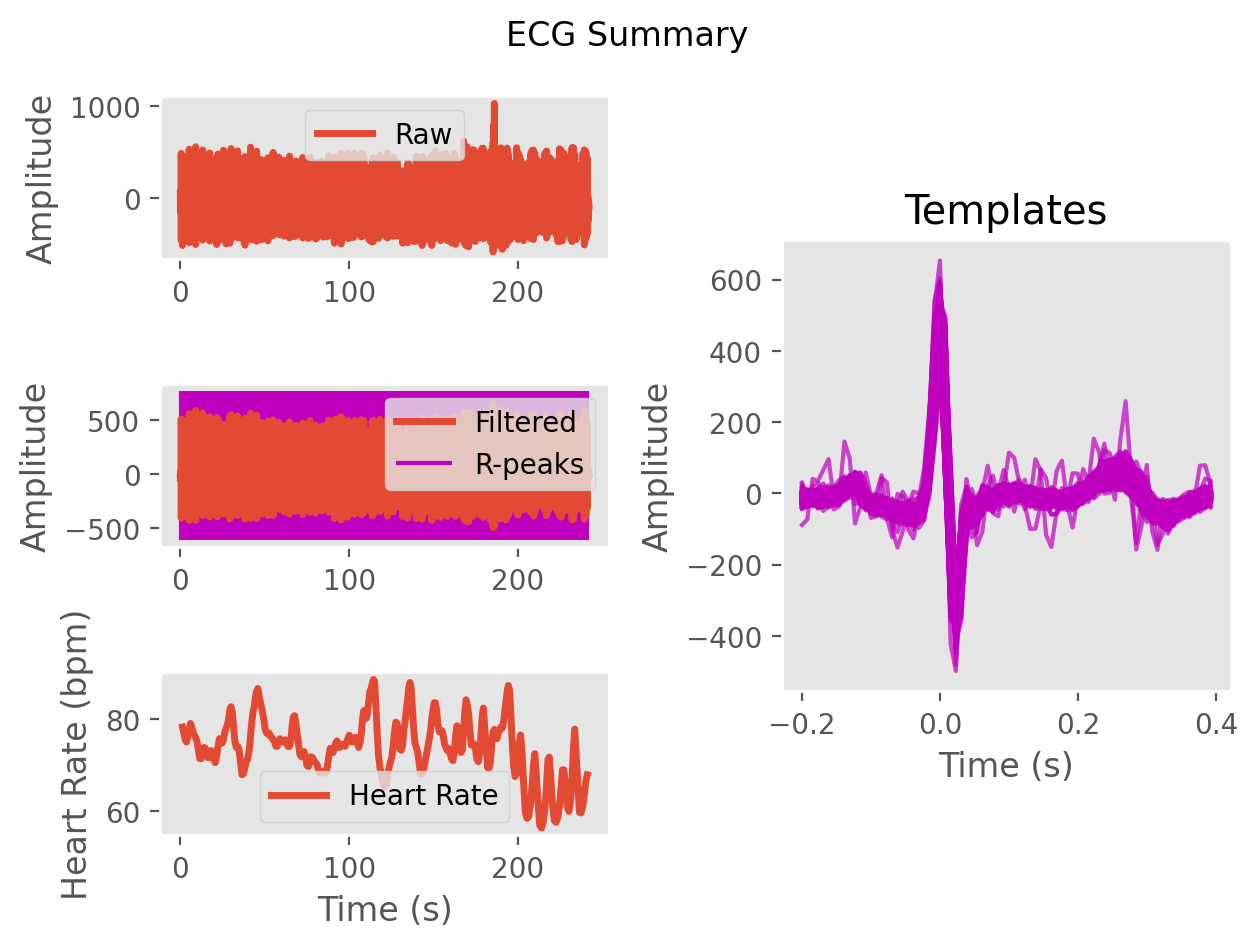 ECG Summary
Amplitude
1000
0
Raw
0 100 200
Amplitude
500
0
−500
Filtered
R-peaks
0 100 200
Heart Rate (bpm)
80
60
Heart Rate
0 100 200
Time (s)
Templates
Amplitude
600
400
200
0
−200
−400
−0.2 0.0 0.2 0.4
Time (s)